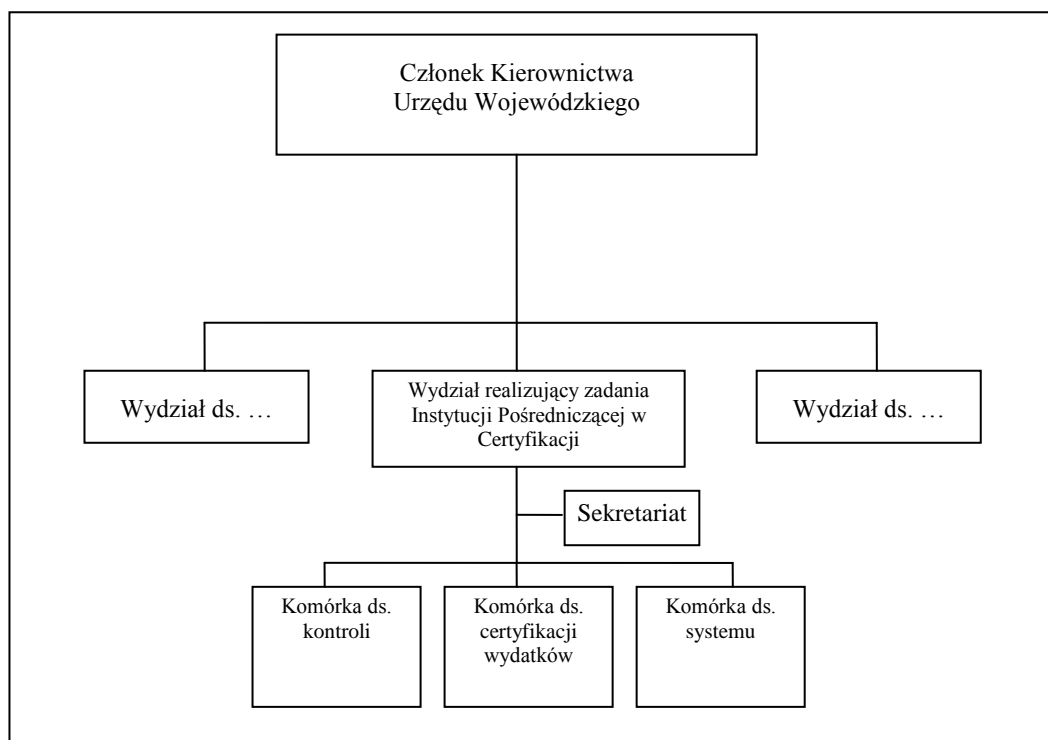 Członek Kierownictwa
Urzędu Wojewódzkiego
Wydział ds. …
Wydział realizujący zadania
Instytucji Pośredniczącej w
Certyfikacji
Wydział ds. …
Sekretariat
Komórka ds.
kontroli
Komórka ds.
certyfikacji
wydatków
Komórka ds.
systemu